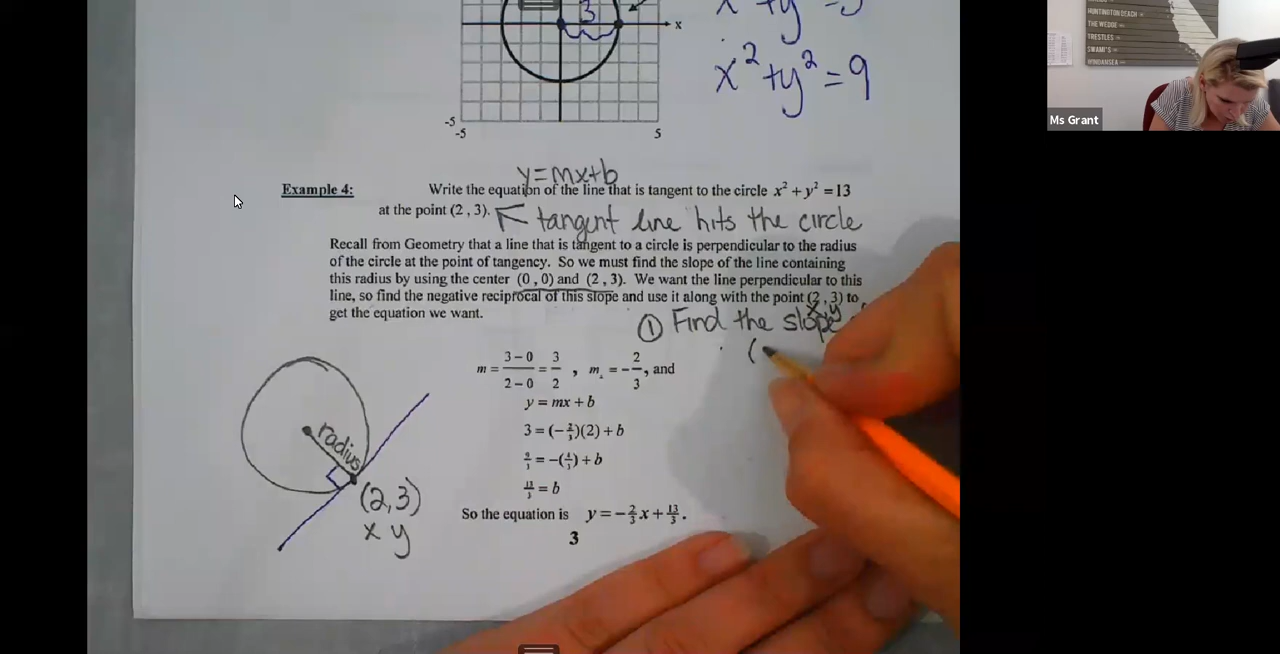 HUNTINGTON BEACH
THE WEDGE
TRESTLES
SWAMI'S
WINDANSEA
Ms Grant
3
x
-5
-5
5
x + y = 3
x² + y² = 9
y = mx + b
Example 4: Write the equation of the line that is tangent to the circle x² + y² = 13
at the point (2 , 3).
tangent line hits the circle
Recall from Geometry that a line that is tangent to a circle is perpendicular to the radius
of the circle at the point of tangency. So we must find the slope of the line containing
this radius by using the center (0 , 0) and (2 , 3). We want the line perpendicular to this
line, so find the negative reciprocal of this slope and use it along with the point (2 , 3) to
get the equation we want.
x, y
① Find the slope
(
m = 3 − 0 / 2 − 0 = 3/2 , m⊥ = −2/3, and
y = mx + b
3 = (−2/3)(2) + b
9/3 = −(4/3) + b
13/3 = b
So the equation is y = −2/3x + 13/3.
3
radius
(2,3)
x y